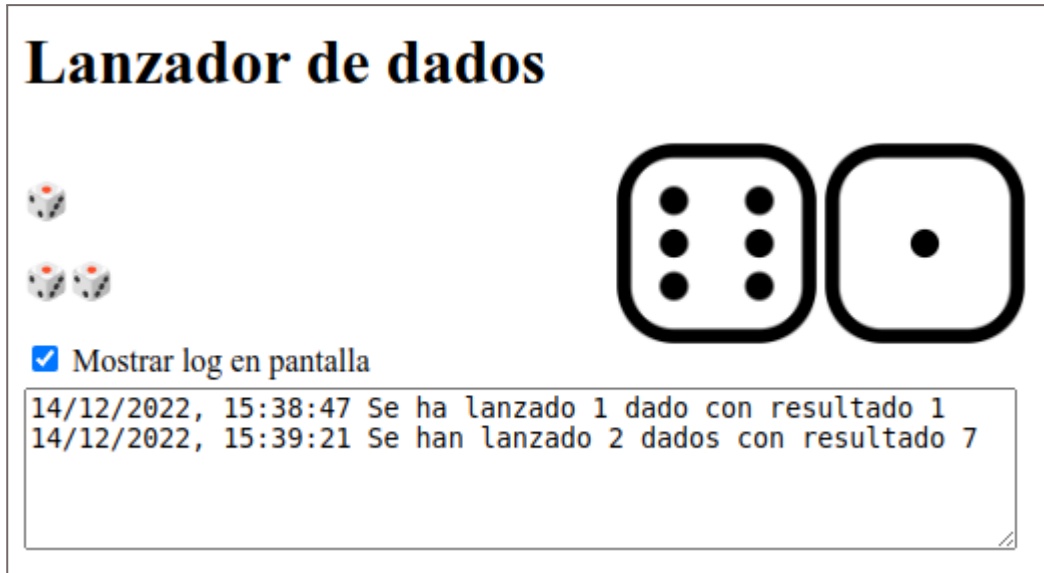 Lanzador de dados
Mostrar log en pantalla
14/12/2022, 15:38:47 Se ha lanzado 1 dado con resultado 1
14/12/2022, 15:39:21 Se han lanzado 2 dados con resultado 7